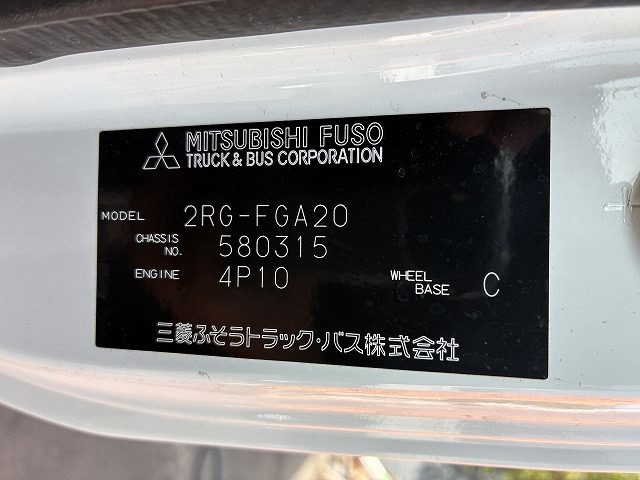 MITSUBISHI FUSO
TRUCK & BUS CORPORATION
MODEL 2RG-FGA20
CHASSIS NO. 580315
ENGINE 4P10
WHEEL BASE C
三菱ふそうトラック・バス株式会社